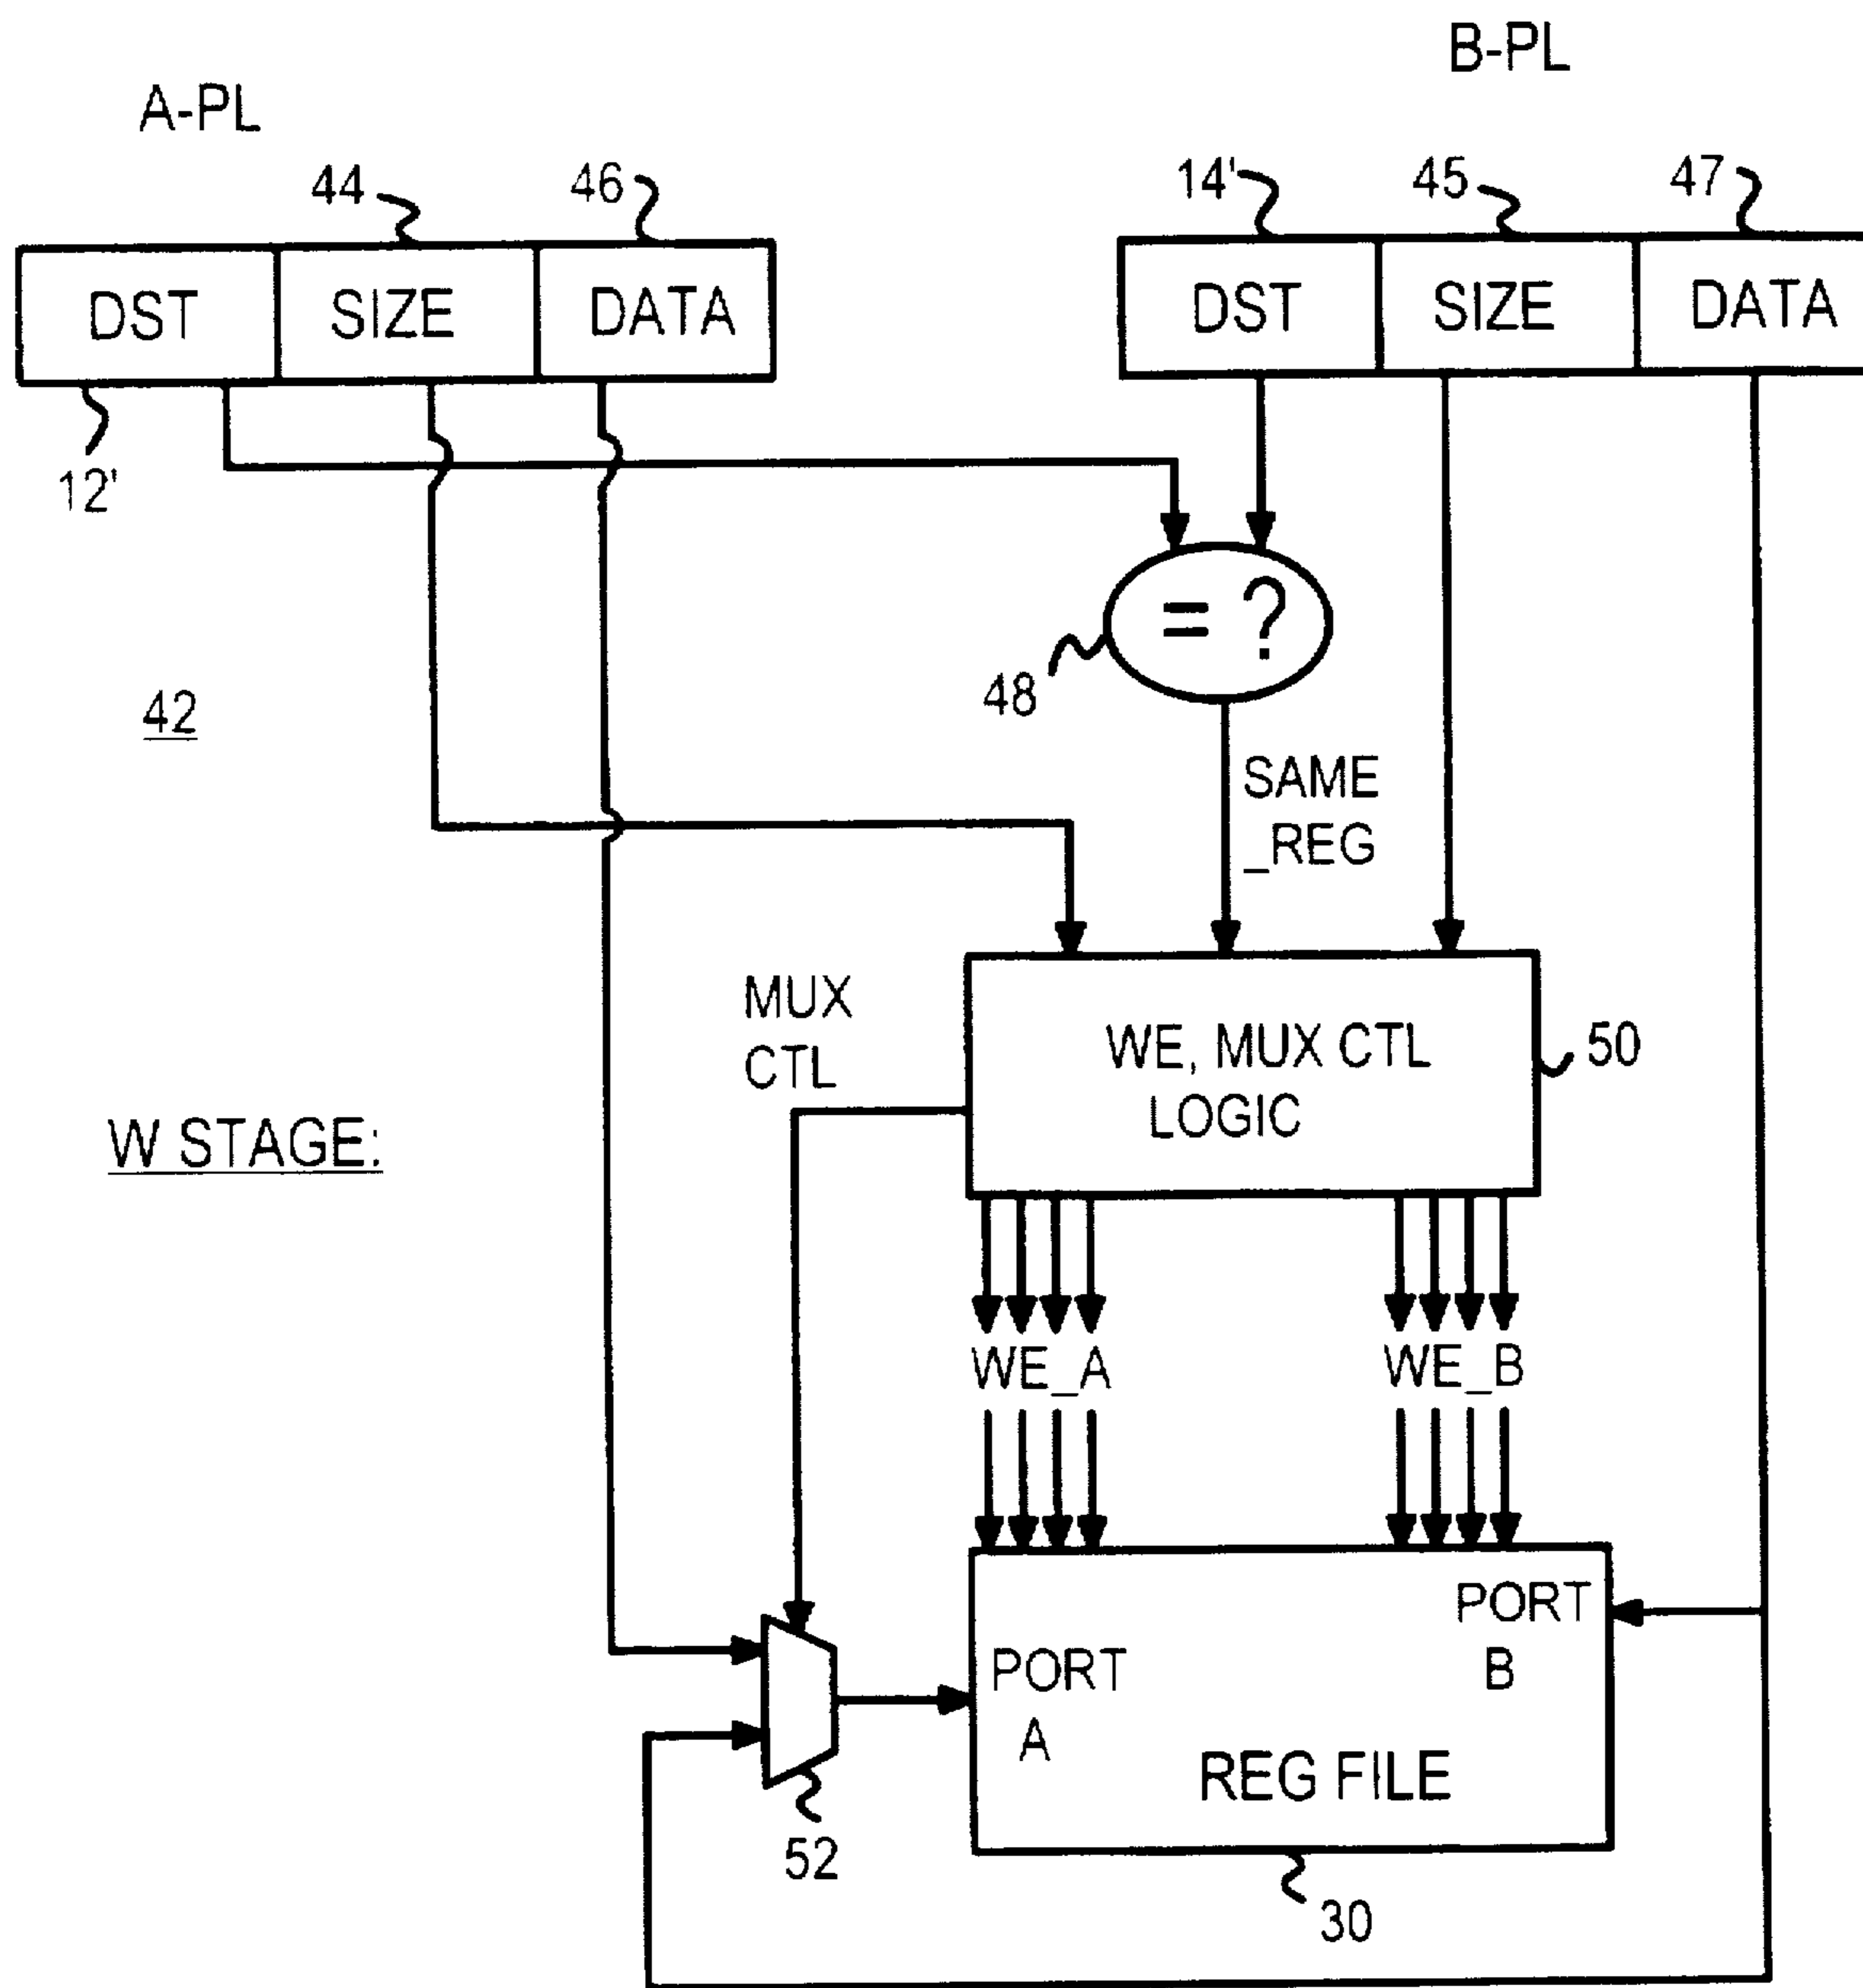 B-PL
A-PL
44
46
14'
45
47
DST
SIZE
DATA
DST
SIZE
DATA
12'
= ?
48
42
SAME
_REG
MUX
CTL
WE, MUX CTL
LOGIC
50
W STAGE:
WE_A
WE_B
PORT
B
PORT
A
REG FILE
52
30